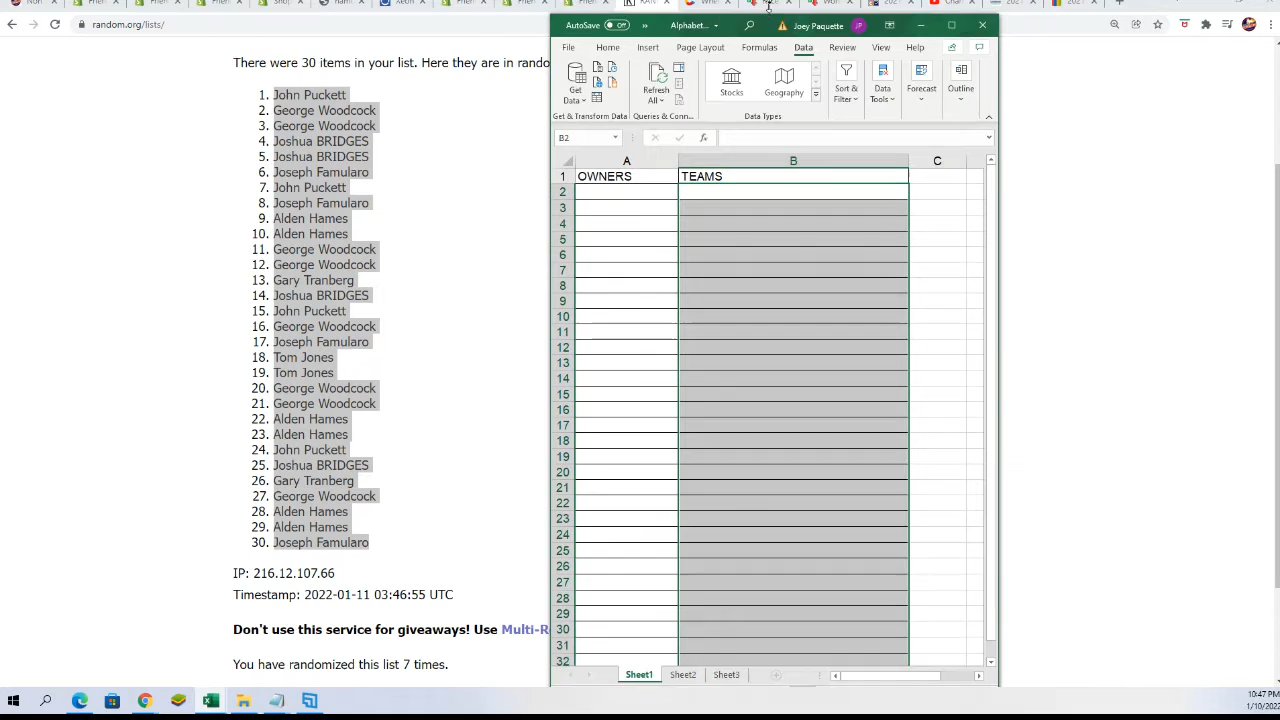 random.org/lists/
There were 30 items in your list. Here they are in rando
1. John Puckett
2. George Woodcock
3. George Woodcock
4. Joshua BRIDGES
5. Joshua BRIDGES
6. Joseph Famularo
7. John Puckett
8. Joseph Famularo
9. Alden Hames
10. Alden Hames
11. George Woodcock
12. George Woodcock
13. Gary Tranberg
14. Joshua BRIDGES
15. John Puckett
16. George Woodcock
17. Joseph Famularo
18. Tom Jones
19. Tom Jones
20. George Woodcock
21. George Woodcock
22. Alden Hames
23. Alden Hames
24. John Puckett
25. Joshua BRIDGES
26. Gary Tranberg
27. George Woodcock
28. Alden Hames
29. Alden Hames
30. Joseph Famularo
IP: 216.12.107.66
Timestamp: 2022-01-11 03:46:55 UTC
Don't use this service for giveaways! Use Multi-R
You have randomized this list 7 times.
AutoSave Off » Alphabet... Joey Paquette JP
File Home Insert Page Layout Formulas Data Review View Help
Get Data Refresh All Stocks Geography Sort & Filter Data Tools Forecast Outline
Get & Transform Data Queries & Conn... Data Types
B2 fx
A B C
1 OWNERS TEAMS
2
3
4
5
6
7
8
9
10
11
12
13
14
15
16
17
18
19
20
21
22
23
24
25
26
27
28
29
30
31
32
Sheet1 Sheet2 Sheet3
10:47 PM
1/10/2022